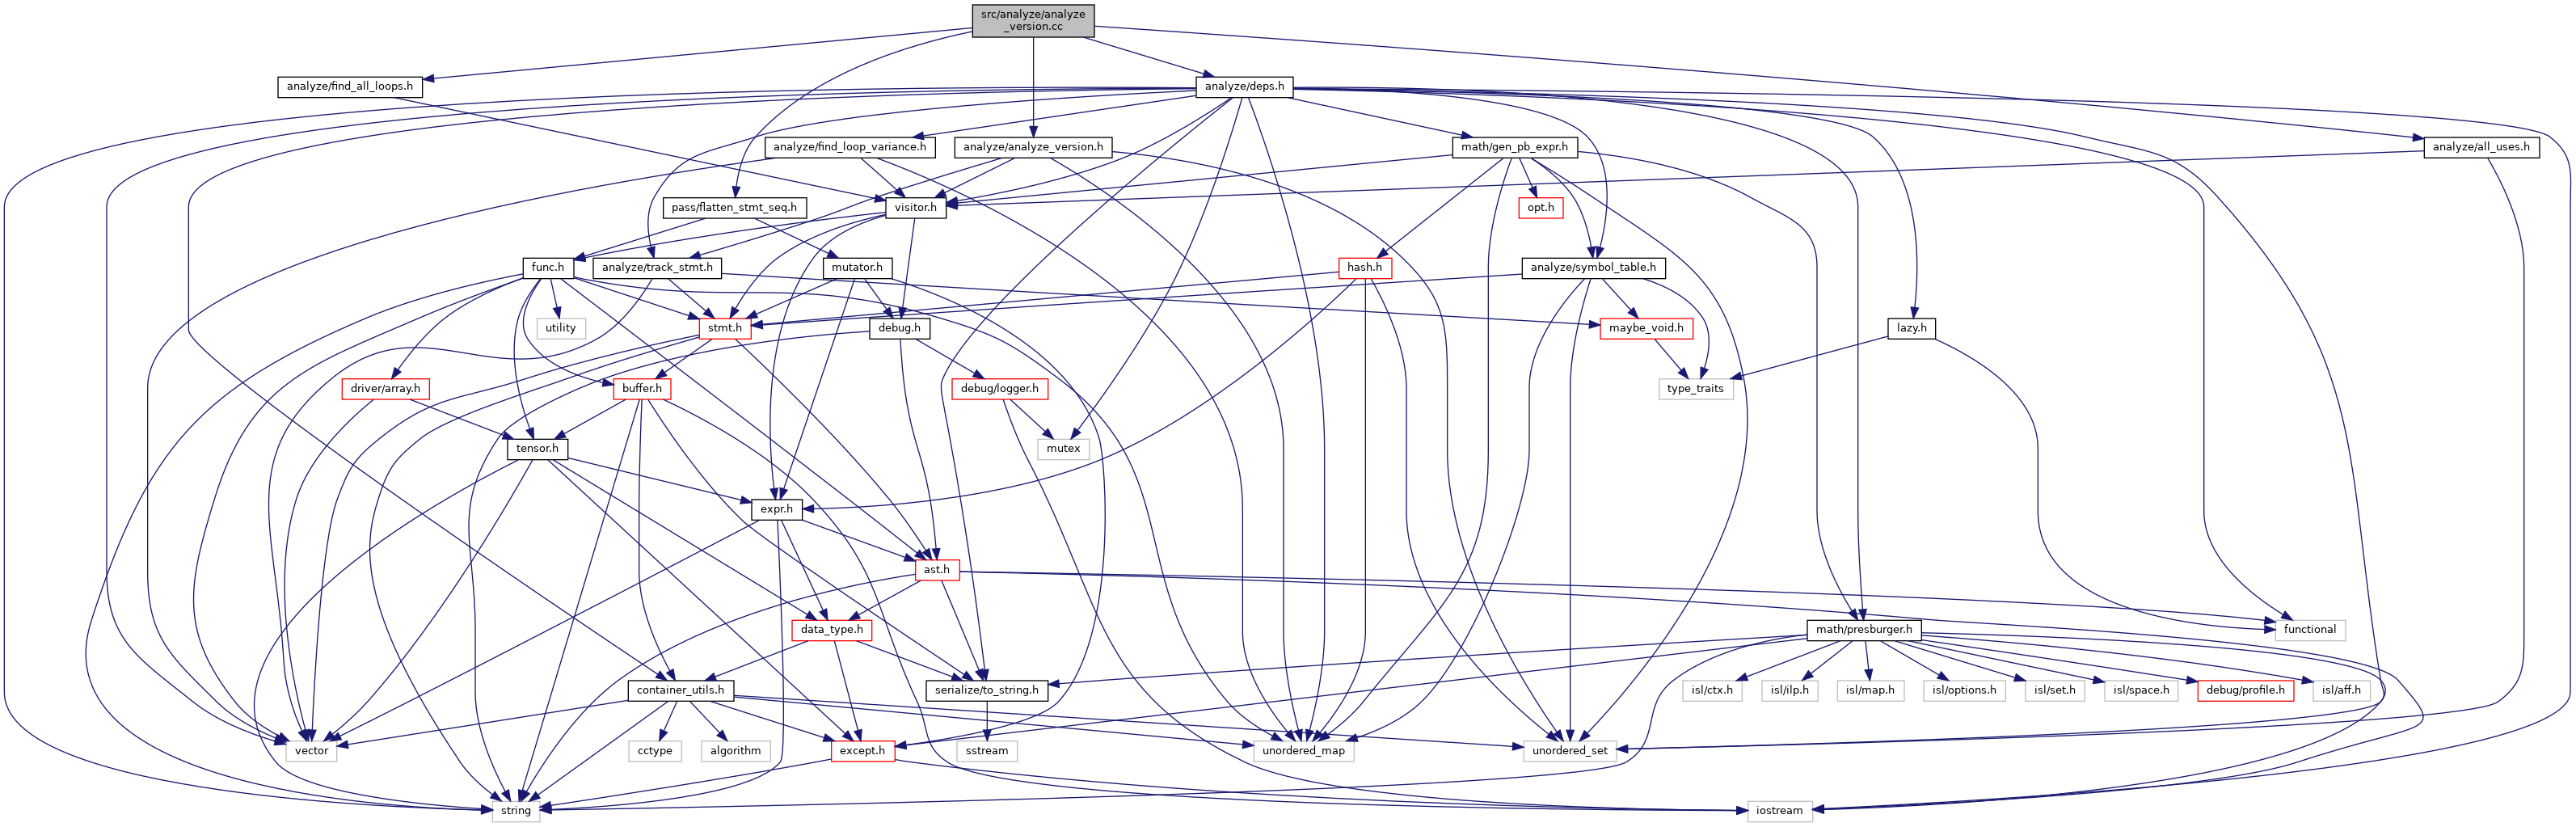 src/analyze/analyze
_version.cc
analyze/find_all_loops.h
analyze/deps.h
analyze/find_loop_variance.h
analyze/analyze_version.h
math/gen_pb_expr.h
analyze/all_uses.h
pass/flatten_stmt_seq.h
visitor.h
opt.h
func.h
analyze/track_stmt.h
mutator.h
hash.h
analyze/symbol_table.h
utility
stmt.h
debug.h
maybe_void.h
lazy.h
driver/array.h
buffer.h
debug/logger.h
type_traits
tensor.h
mutex
expr.h
ast.h
data_type.h
math/presburger.h
functional
container_utils.h
serialize/to_string.h
isl/ctx.h
isl/ilp.h
isl/map.h
isl/options.h
isl/set.h
isl/space.h
debug/profile.h
isl/aff.h
vector
cctype
algorithm
except.h
sstream
unordered_map
unordered_set
string
iostream